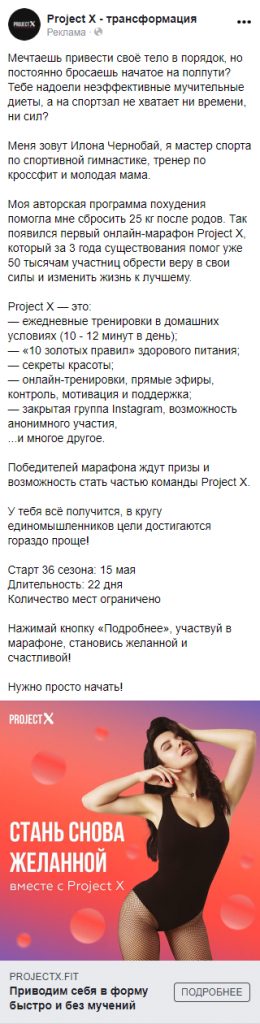 PROJECT X
Project X - трансформация
Реклама ·
Мечтаешь привести своё тело в порядок, но
постоянно бросаешь начатое на полпути?
Тебе надоели неэффективные мучительные
диеты, а на спортзал не хватает ни времени,
ни сил?
Меня зовут Илона Чернобай, я мастер спорта
по спортивной гимнастике, тренер по
кроссфит и молодая мама.
Моя авторская программа похудения
помогла мне сбросить 25 кг после родов. Так
появился первый онлайн-марафон Project X,
который за 3 года существования помог уже
50 тысячам участниц обрести веру в свои
силы и изменить жизнь к лучшему.
Project X — это:
— ежедневные тренировки в домашних
условиях (10 - 12 минут в день);
— «10 золотых правил» здорового питания;
— секреты красоты;
— онлайн-тренировки, прямые эфиры,
контроль, мотивация и поддержка;
— закрытая группа Instagram, возможность
анонимного участия,
...и многое другое.
Победителей марафона ждут призы и
возможность стать частью команды Project X.
У тебя всё получится, в кругу
единомышленников цели достигаются
гораздо проще!
Старт 36 сезона: 15 мая
Длительность: 22 дня
Количество мест ограничено
Нажимай кнопку «Подробнее», участвуй в
марафоне, становись желанной и
счастливой!
Нужно просто начать!
PROJECT X
СТАНЬ СНОВА
ЖЕЛАННОЙ
вместе с Project X
PROJECTX.FIT
Приводим себя в форму
быстро и без мучений
ПОДРОБНЕЕ